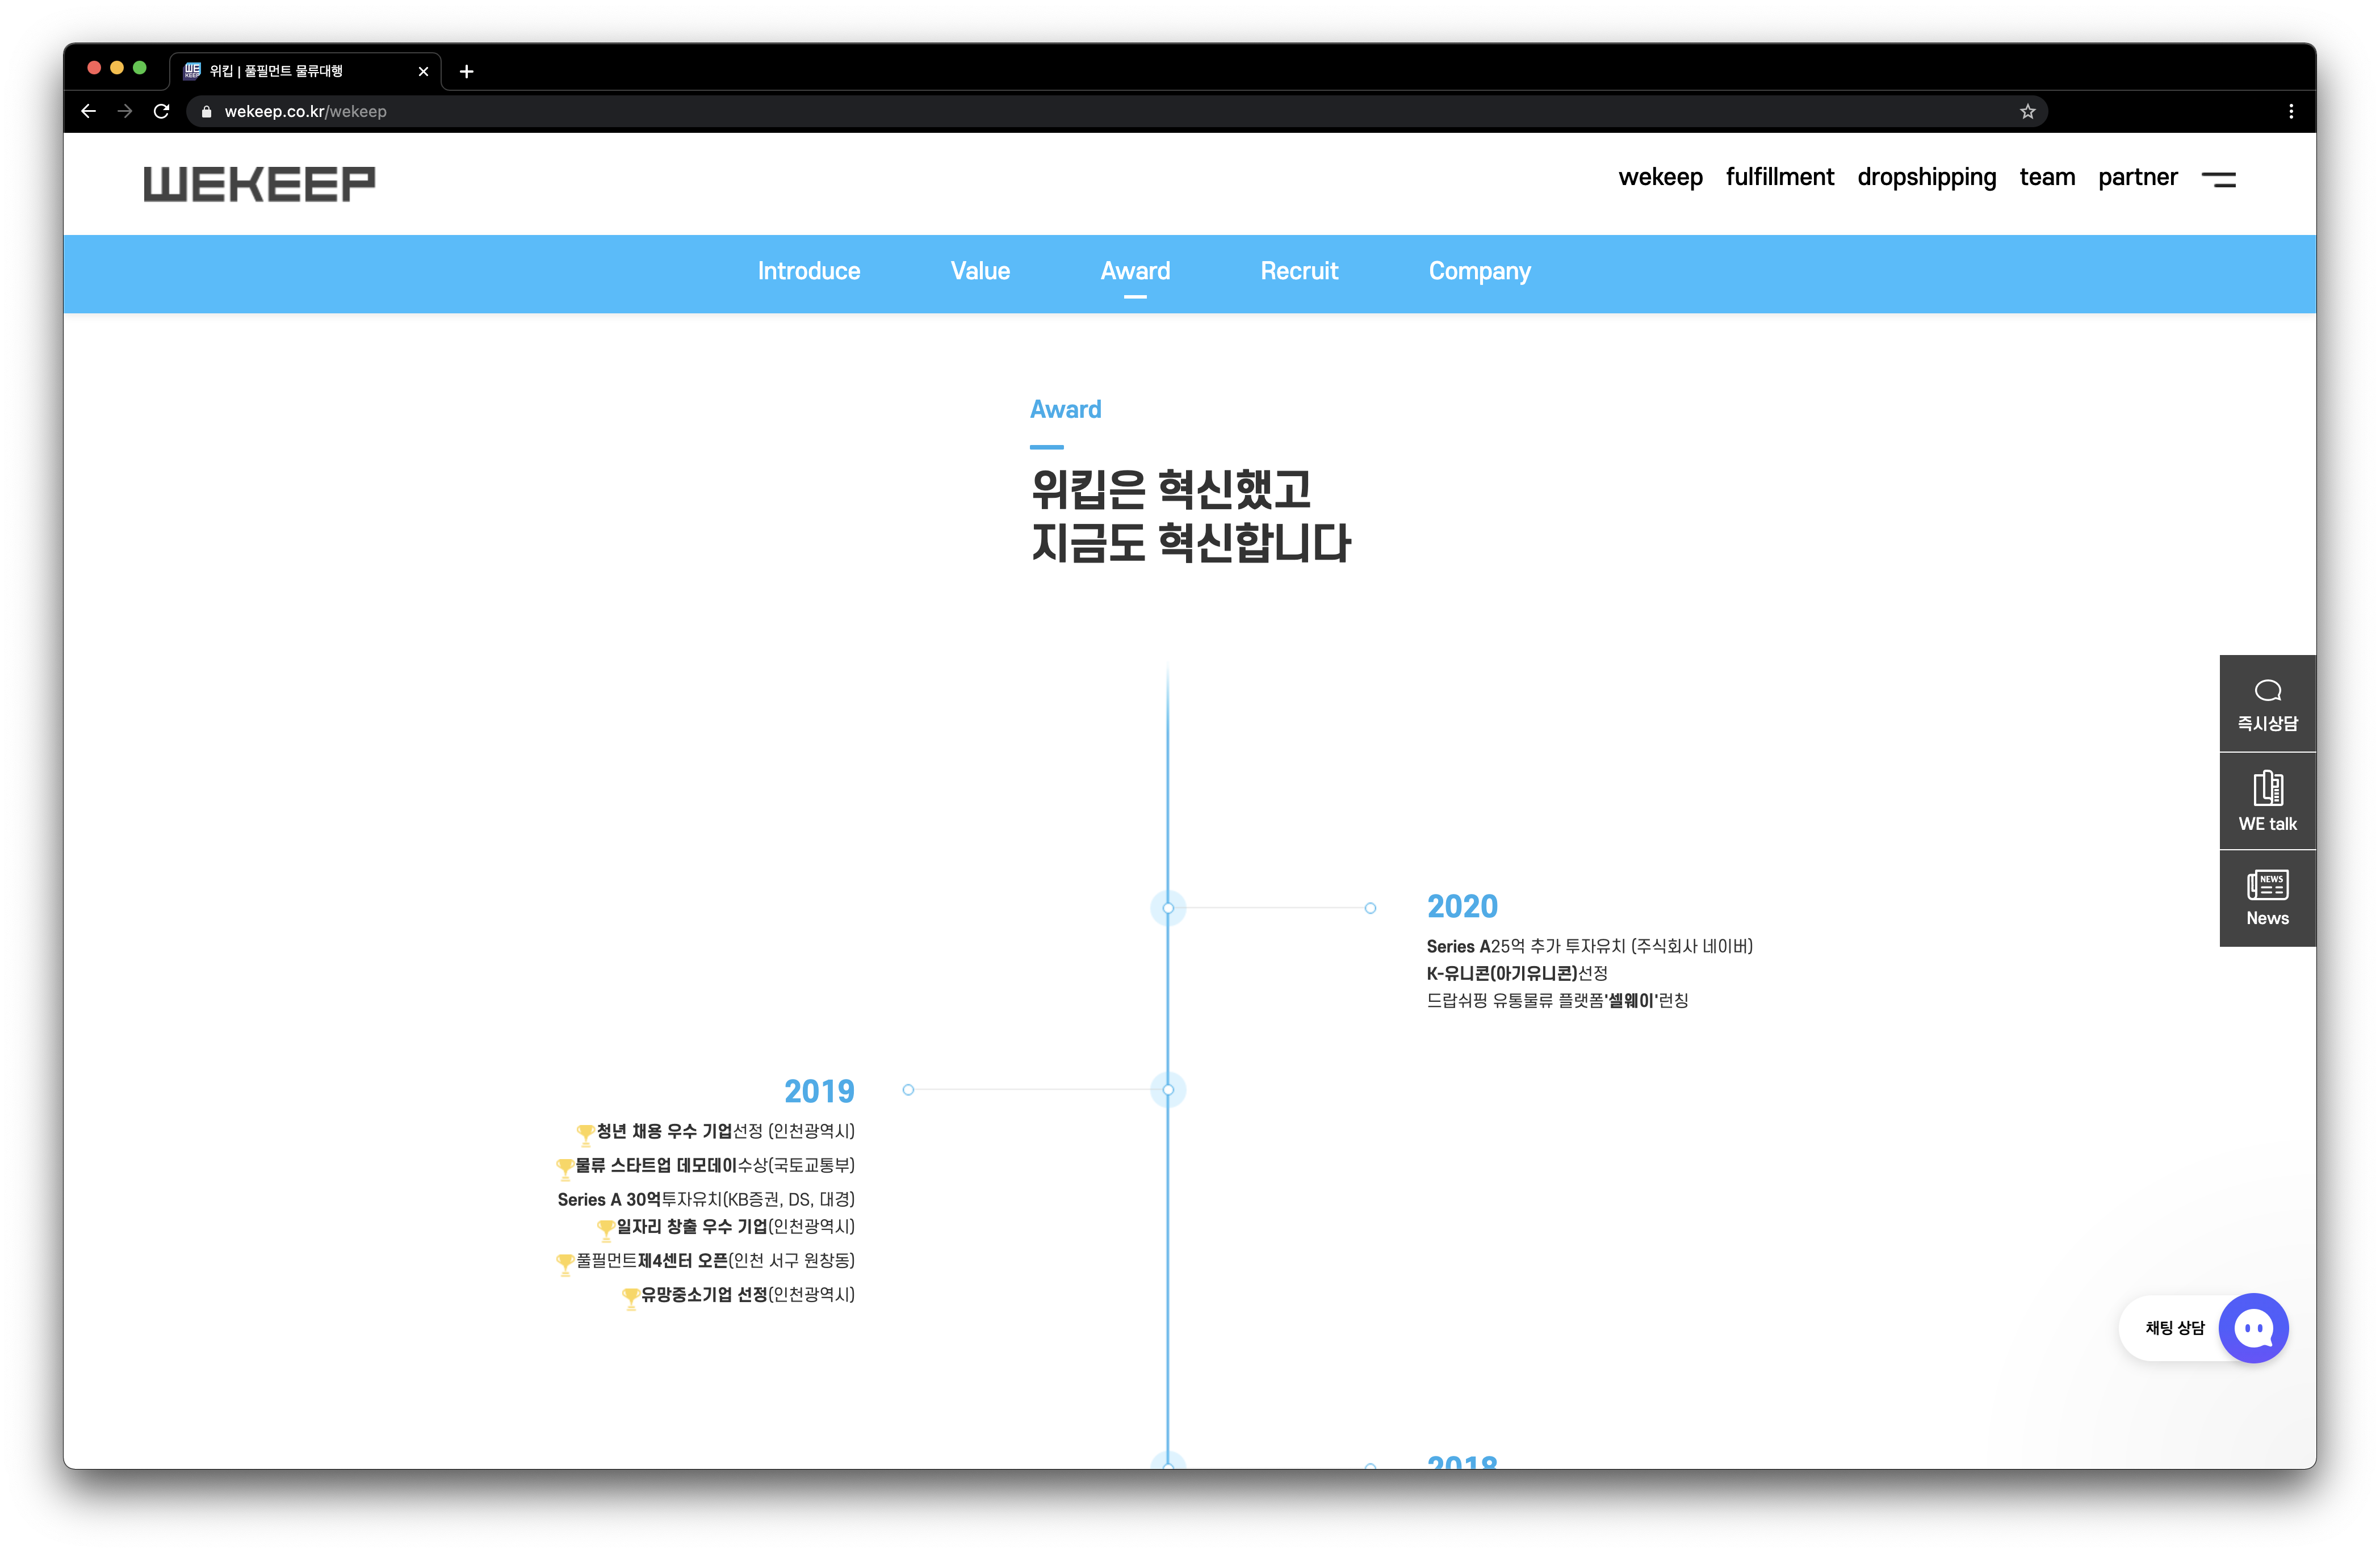 위킵 | 풀필먼트 물류대행
wekeep.co.kr/wekeep
WEKEEP
wekeep fulfillment dropshipping team partner
Introduce Value Award Recruit Company
Award
위킵은 혁신했고
지금도 혁신합니다
즉시상담
WE talk
NEWS
News
2020
Series A25억 추가 투자유치 (주식회사 네이버)
K-유니콘(아기유니콘)선정
드랍쉬핑 유통물류 플랫폼'셀웨이'런칭
2019
청년 채용 우수 기업선정 (인천광역시)
물류 스타트업 데모데이수상(국토교통부)
Series A 30억투자유치(KB증권, DS, 대경)
일자리 창출 우수 기업(인천광역시)
풀필먼트제4센터 오픈(인천 서구 원창동)
유망중소기업 선정(인천광역시)
채팅 상담
2018